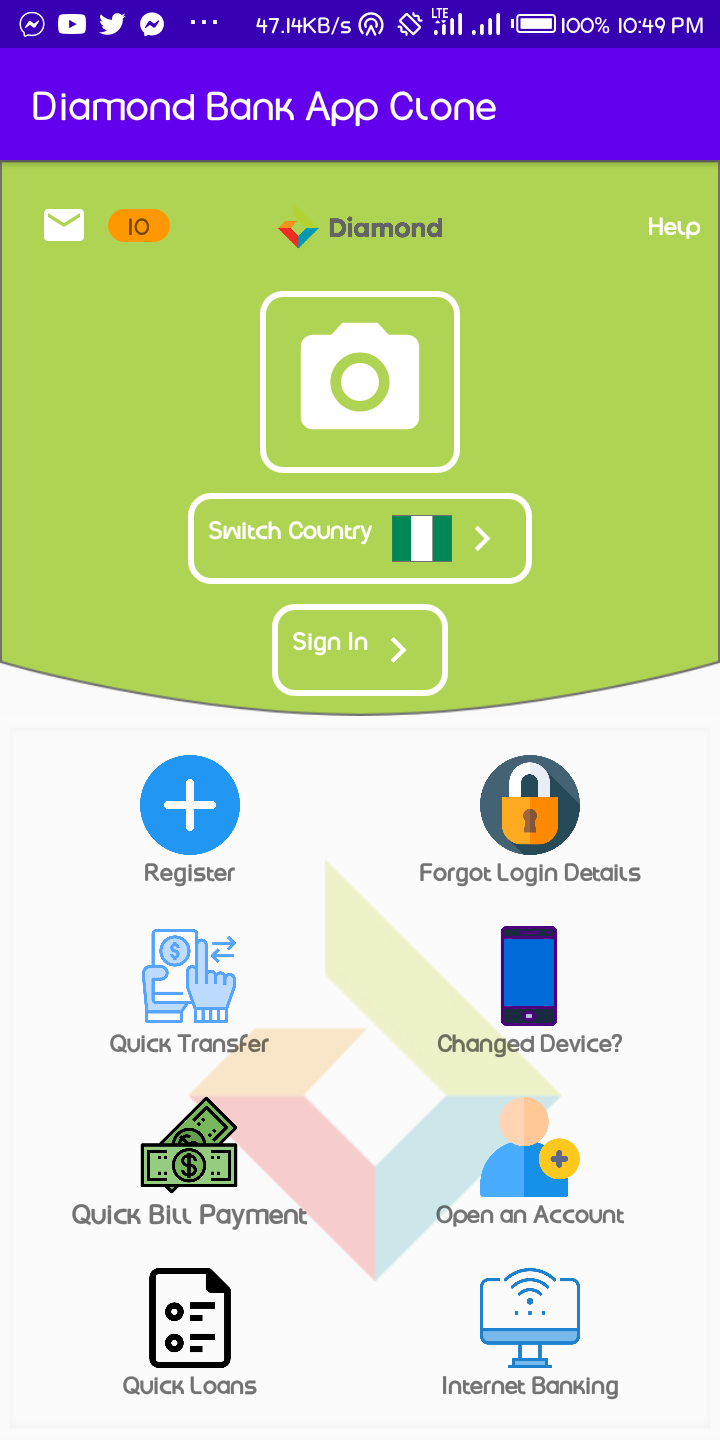 47.14KB/s LTE 100% 10:49 PM
Diamond Bank App Clone
10 Diamond Help
Switch Country
Sign In
Register Forgot Login Details
Quick Transfer Changed Device?
Quick Bill Payment Open an Account
Quick Loans Internet Banking